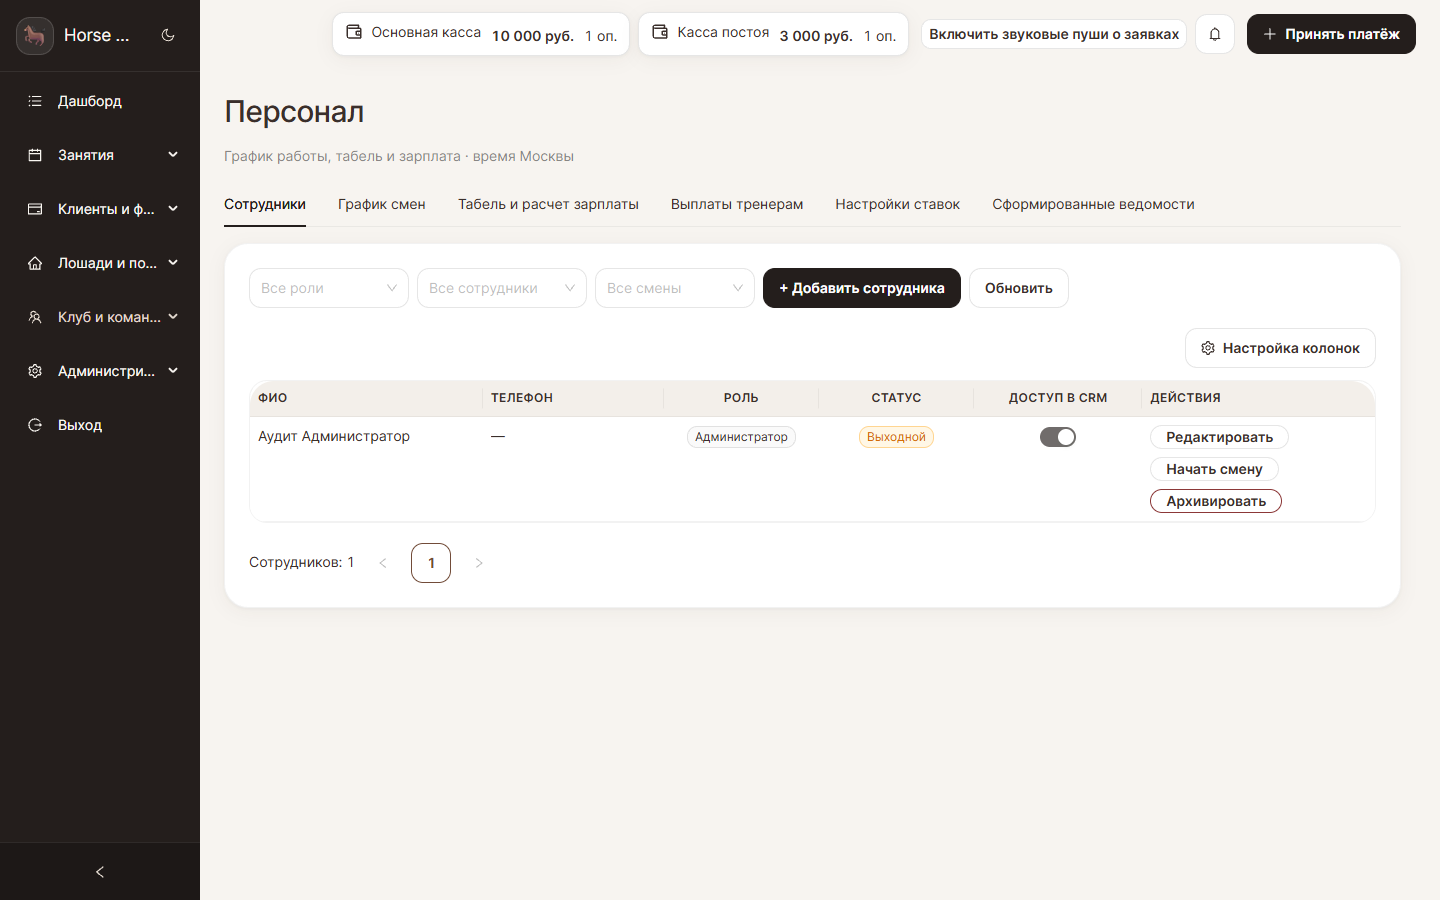 Horse ...
Основная касса 10 000 руб. 1 оп.
Касса постоя 3 000 руб. 1 оп.
Включить звуковые пуши о заявках
Принять платёж
Дашборд
Занятия
Клиенты и ф...
Лошади и по...
Клуб и коман...
Администри...
Выход
Персонал
График работы, табель и зарплата · время Москвы
Сотрудники График смен Табель и расчет зарплаты Выплаты тренерам Настройки ставок Сформированные ведомости
Все роли Все сотрудники Все смены + Добавить сотрудника Обновить
Настройка колонок
ФИО ТЕЛЕФОН РОЛЬ СТАТУС ДОСТУП В CRM ДЕЙСТВИЯ
Аудит Администратор — Администратор Выходной Редактировать
Начать смену
Архивировать
Сотрудников: 1 1